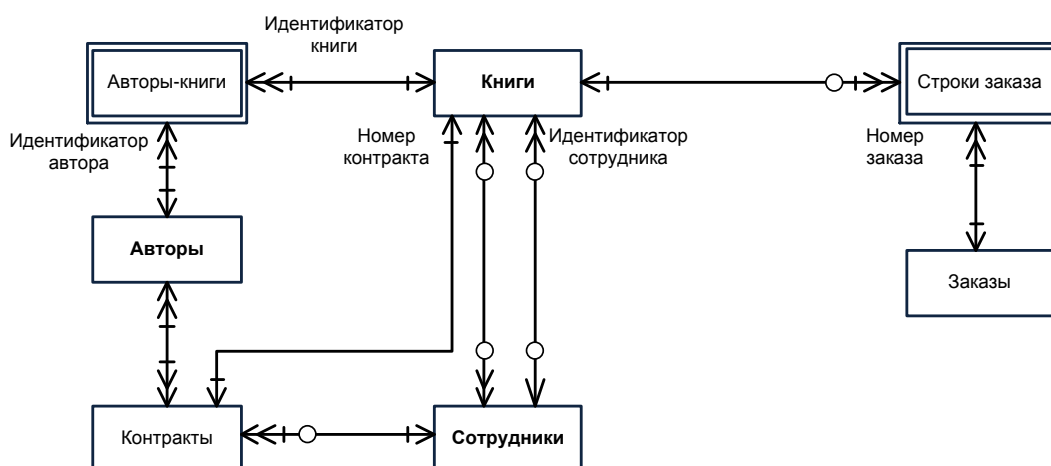 Идентификатор
книги
Авторы-книги
Книги
Строки заказа
Идентификатор
автора
Номер
контракта
Идентификатор
сотрудника
Номер
заказа
Авторы
Заказы
Контракты
Сотрудники